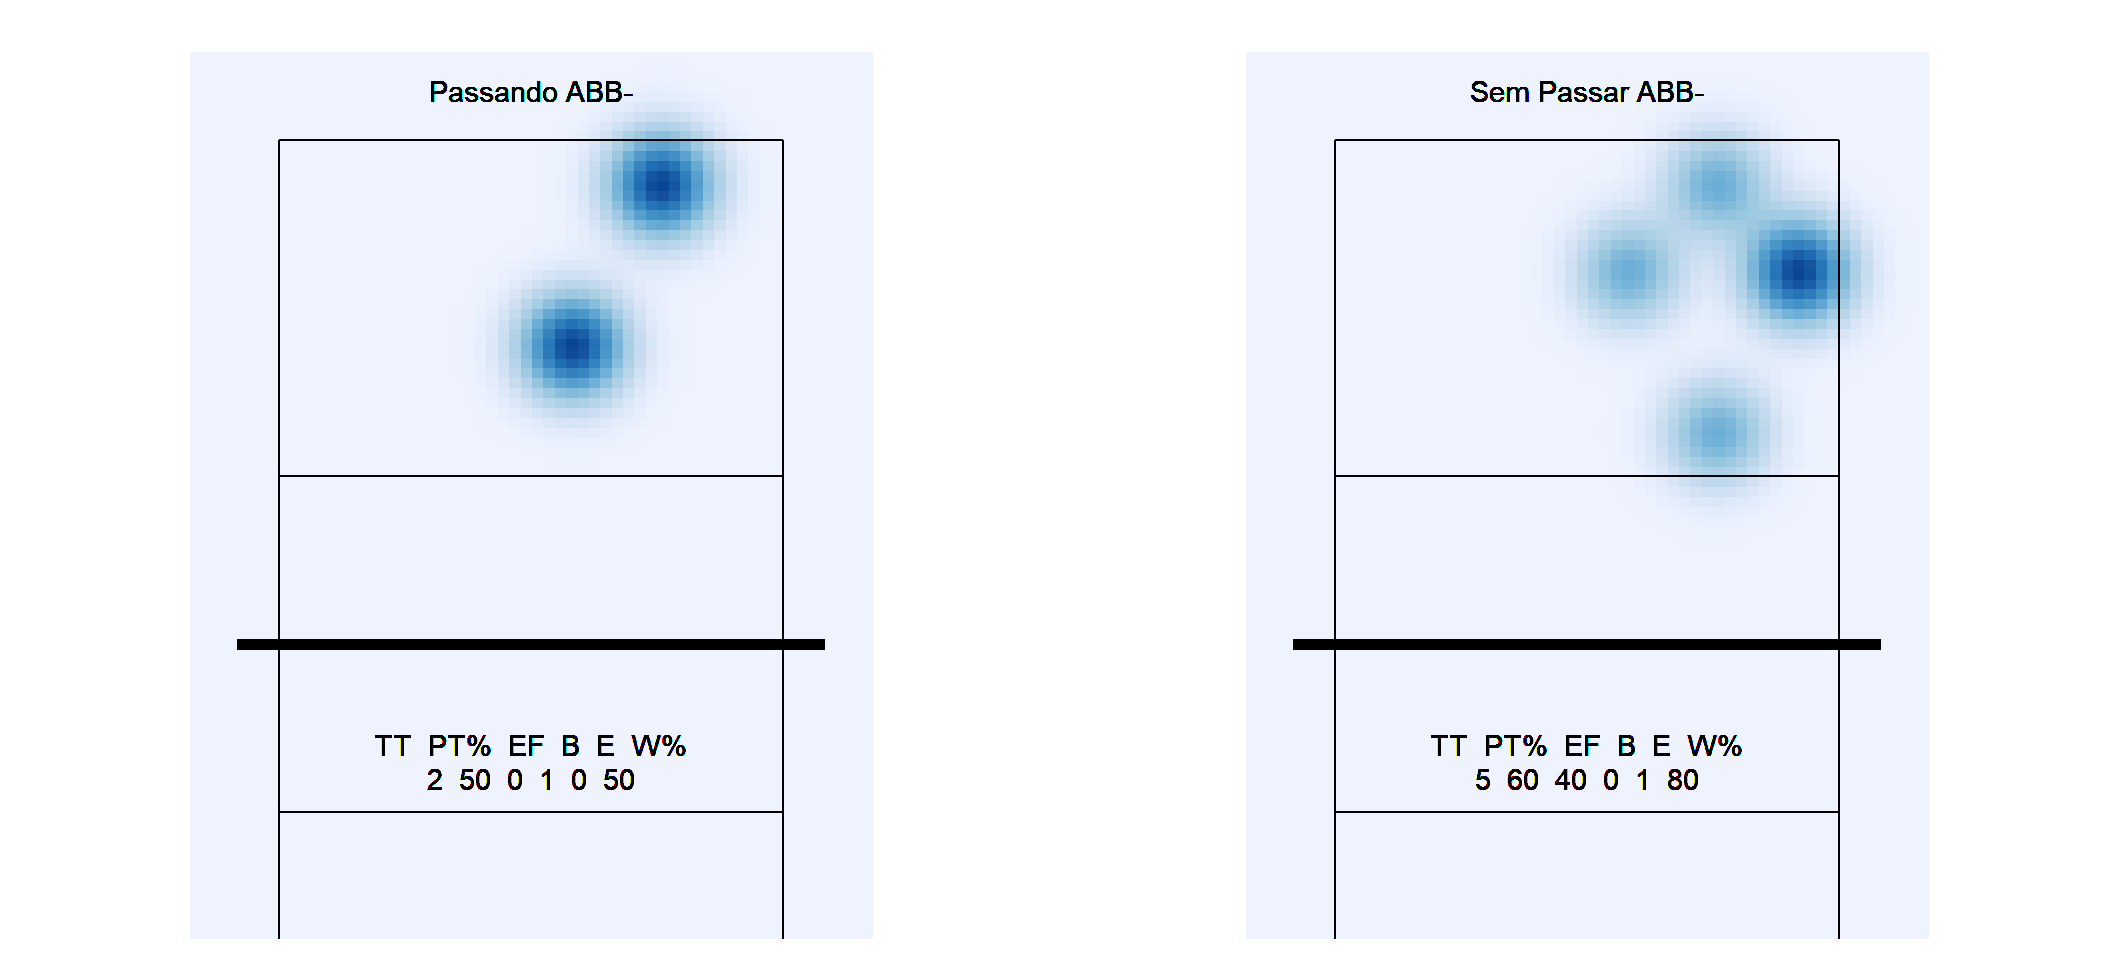 Passando ABB-
TT PT% EF B E W%
2 50 0 1 0 50
Sem Passar ABB-
TT PT% EF B E W%
5 60 40 0 1 80